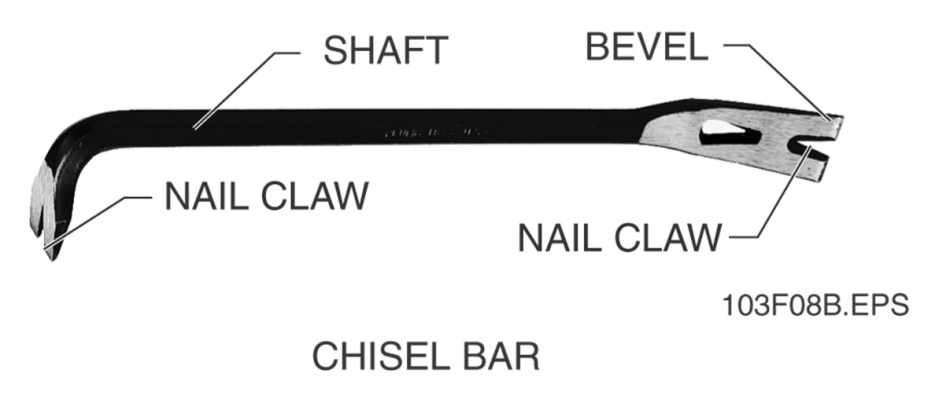 SHAFT
BEVEL
NAIL CLAW
NAIL CLAW
103F08B.EPS
CHISEL BAR